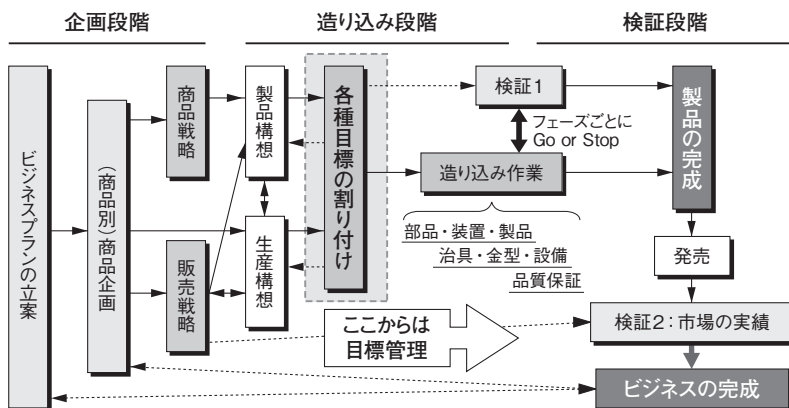 企画段階
造り込み段階
検証段階
ビジネスプランの立案
（商品別）商品企画
商品戦略
販売戦略
製品構想
生産構想
各種目標の割り付け
検証1
フェーズごとに
Go or Stop
造り込み作業
部品・装置・製品
治具・金型・設備
品質保証
製品の完成
発売
ここからは
目標管理
検証2：市場の実績
ビジネスの完成